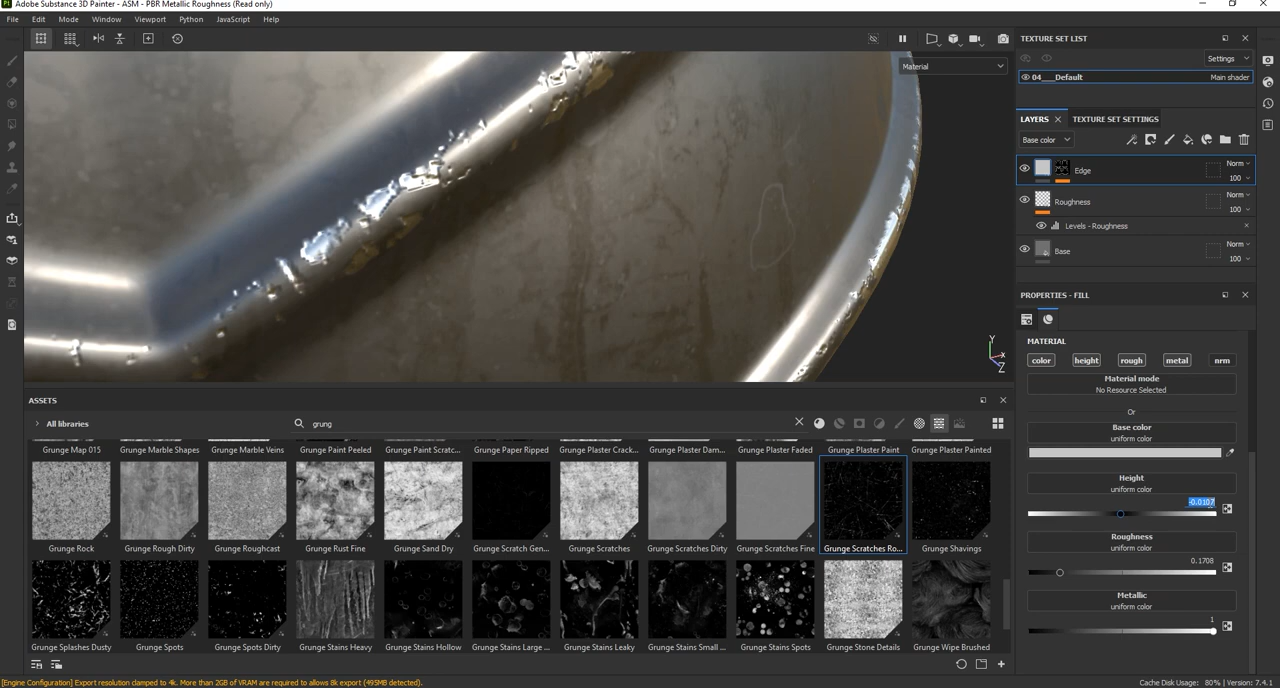 Adobe Substance 3D Painter - ASM - PBR Metallic Roughness (Read only)
File Edit Mode Window Viewport Python JavaScript Help
Material
TEXTURE SET LIST
Settings
04___Default Main shader
LAYERS TEXTURE SET SETTINGS
Base color
Edge Norm 100
Roughness Norm 100
Levels - Roughness
Base Norm 100
PROPERTIES - FILL
MATERIAL
color height rough metal nrm
Material mode
No Resource Selected
Or
Base color
uniform color
Height
uniform color
-0.0107
Roughness
uniform color
0.1708
Metallic
uniform color
1
Y
X
Z
ASSETS
All libraries
grung
Grunge Map 015 Grunge Marble Shapes Grunge Marble Veins Grunge Paint Peeled Grunge Paint Scratc... Grunge Paper Ripped Grunge Plaster Crack... Grunge Plaster Dam... Grunge Plaster Faded Grunge Plaster Paint Grunge Plaster Painted
Grunge Rock Grunge Rough Dirty Grunge Roughcast Grunge Rust Fine Grunge Sand Dry Grunge Scratch Gen... Grunge Scratches Grunge Scratches Dirty Grunge Scratches Fine Grunge Scratches Ro... Grunge Shavings
Grunge Splashes Dusty Grunge Spots Grunge Spots Dirty Grunge Stains Heavy Grunge Stains Hollow Grunge Stains Large ... Grunge Stains Leaky Grunge Stains Small ... Grunge Stains Spots Grunge Stone Details Grunge Wipe Brushed
[Engine Configuration] Export resolution clamped to 4k. More than 2GB of VRAM are required to allows 8k export (495MB detected).
Cache Disk Usage: 80% | Version: 7.4.1